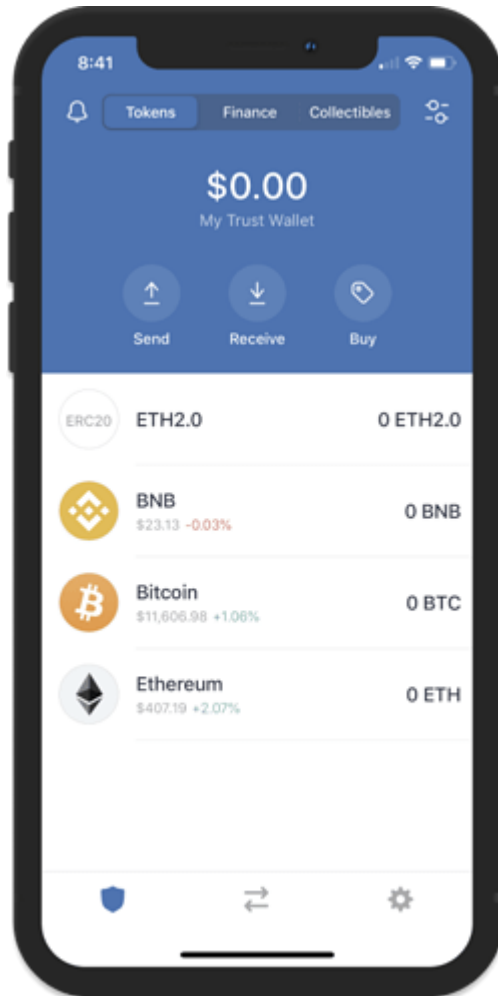 8:41
Tokens Finance Collectibles
$0.00
My Trust Wallet
Send Receive Buy
ERC20 ETH2.0 0 ETH2.0
BNB 0 BNB
$23.13 -0.03%
Bitcoin 0 BTC
$11,606.98 +1.06%
Ethereum 0 ETH
$407.19 +2.07%